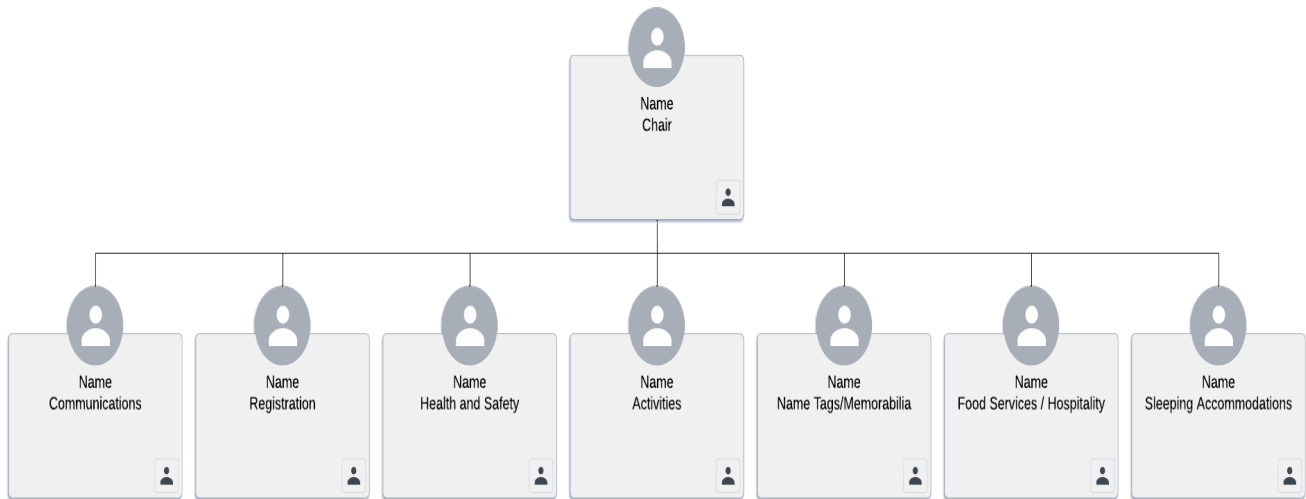 Name
Chair
Name
Communications
Name
Registration
Name
Health and Safety
Name
Activities
Name
Name Tags/Memorabilia
Name
Food Services / Hospitality
Name
Sleeping Accommodations